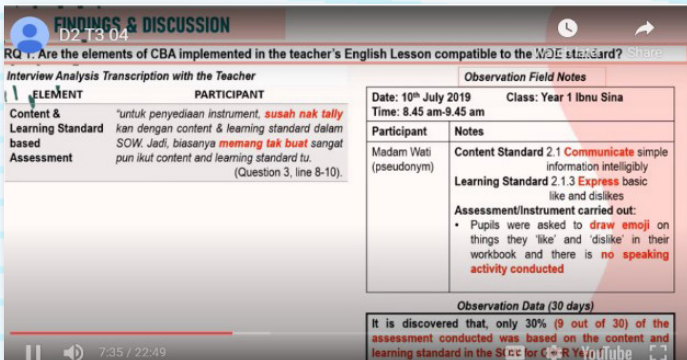 FINDINGS & DISCUSSION
D2 T3 04
Share
RQ 1: Are the elements of CBA implemented in the teacher's English Lesson compatible to the MOE standard?
Interview Analysis Transcription with the Teacher
ELEMENT PARTICIPANT
Content &
Learning Standard
based
Assessment
"untuk penyediaan instrument, susah nak tally
kan dengan content & learning standard dalam
SOW. Jadi, biasanya memang tak buat sangat
pun ikut content and learning standard tu.
(Question 3, line 8-10).
Observation Field Notes
Date: 10th July 2019 Class: Year 1 Ibnu Sina
Time: 8.45 am-9.45 am
Participant Notes
Madam Wati
(pseudonym)
Content Standard 2.1 Communicate simple
information intelligibly
Learning Standard 2.1.3 Express basic
like and dislikes
Assessment/Instrument carried out:
• Pupils were asked to draw emoji on
things they 'like' and 'dislike' in their
workbook and there is no speaking
activity conducted
Observation Data (30 days)
It is discovered that, only 30% (9 out of 30) of the
assessment conducted was based on the content and
learning standard in the
7:35 / 22:49
YouTube